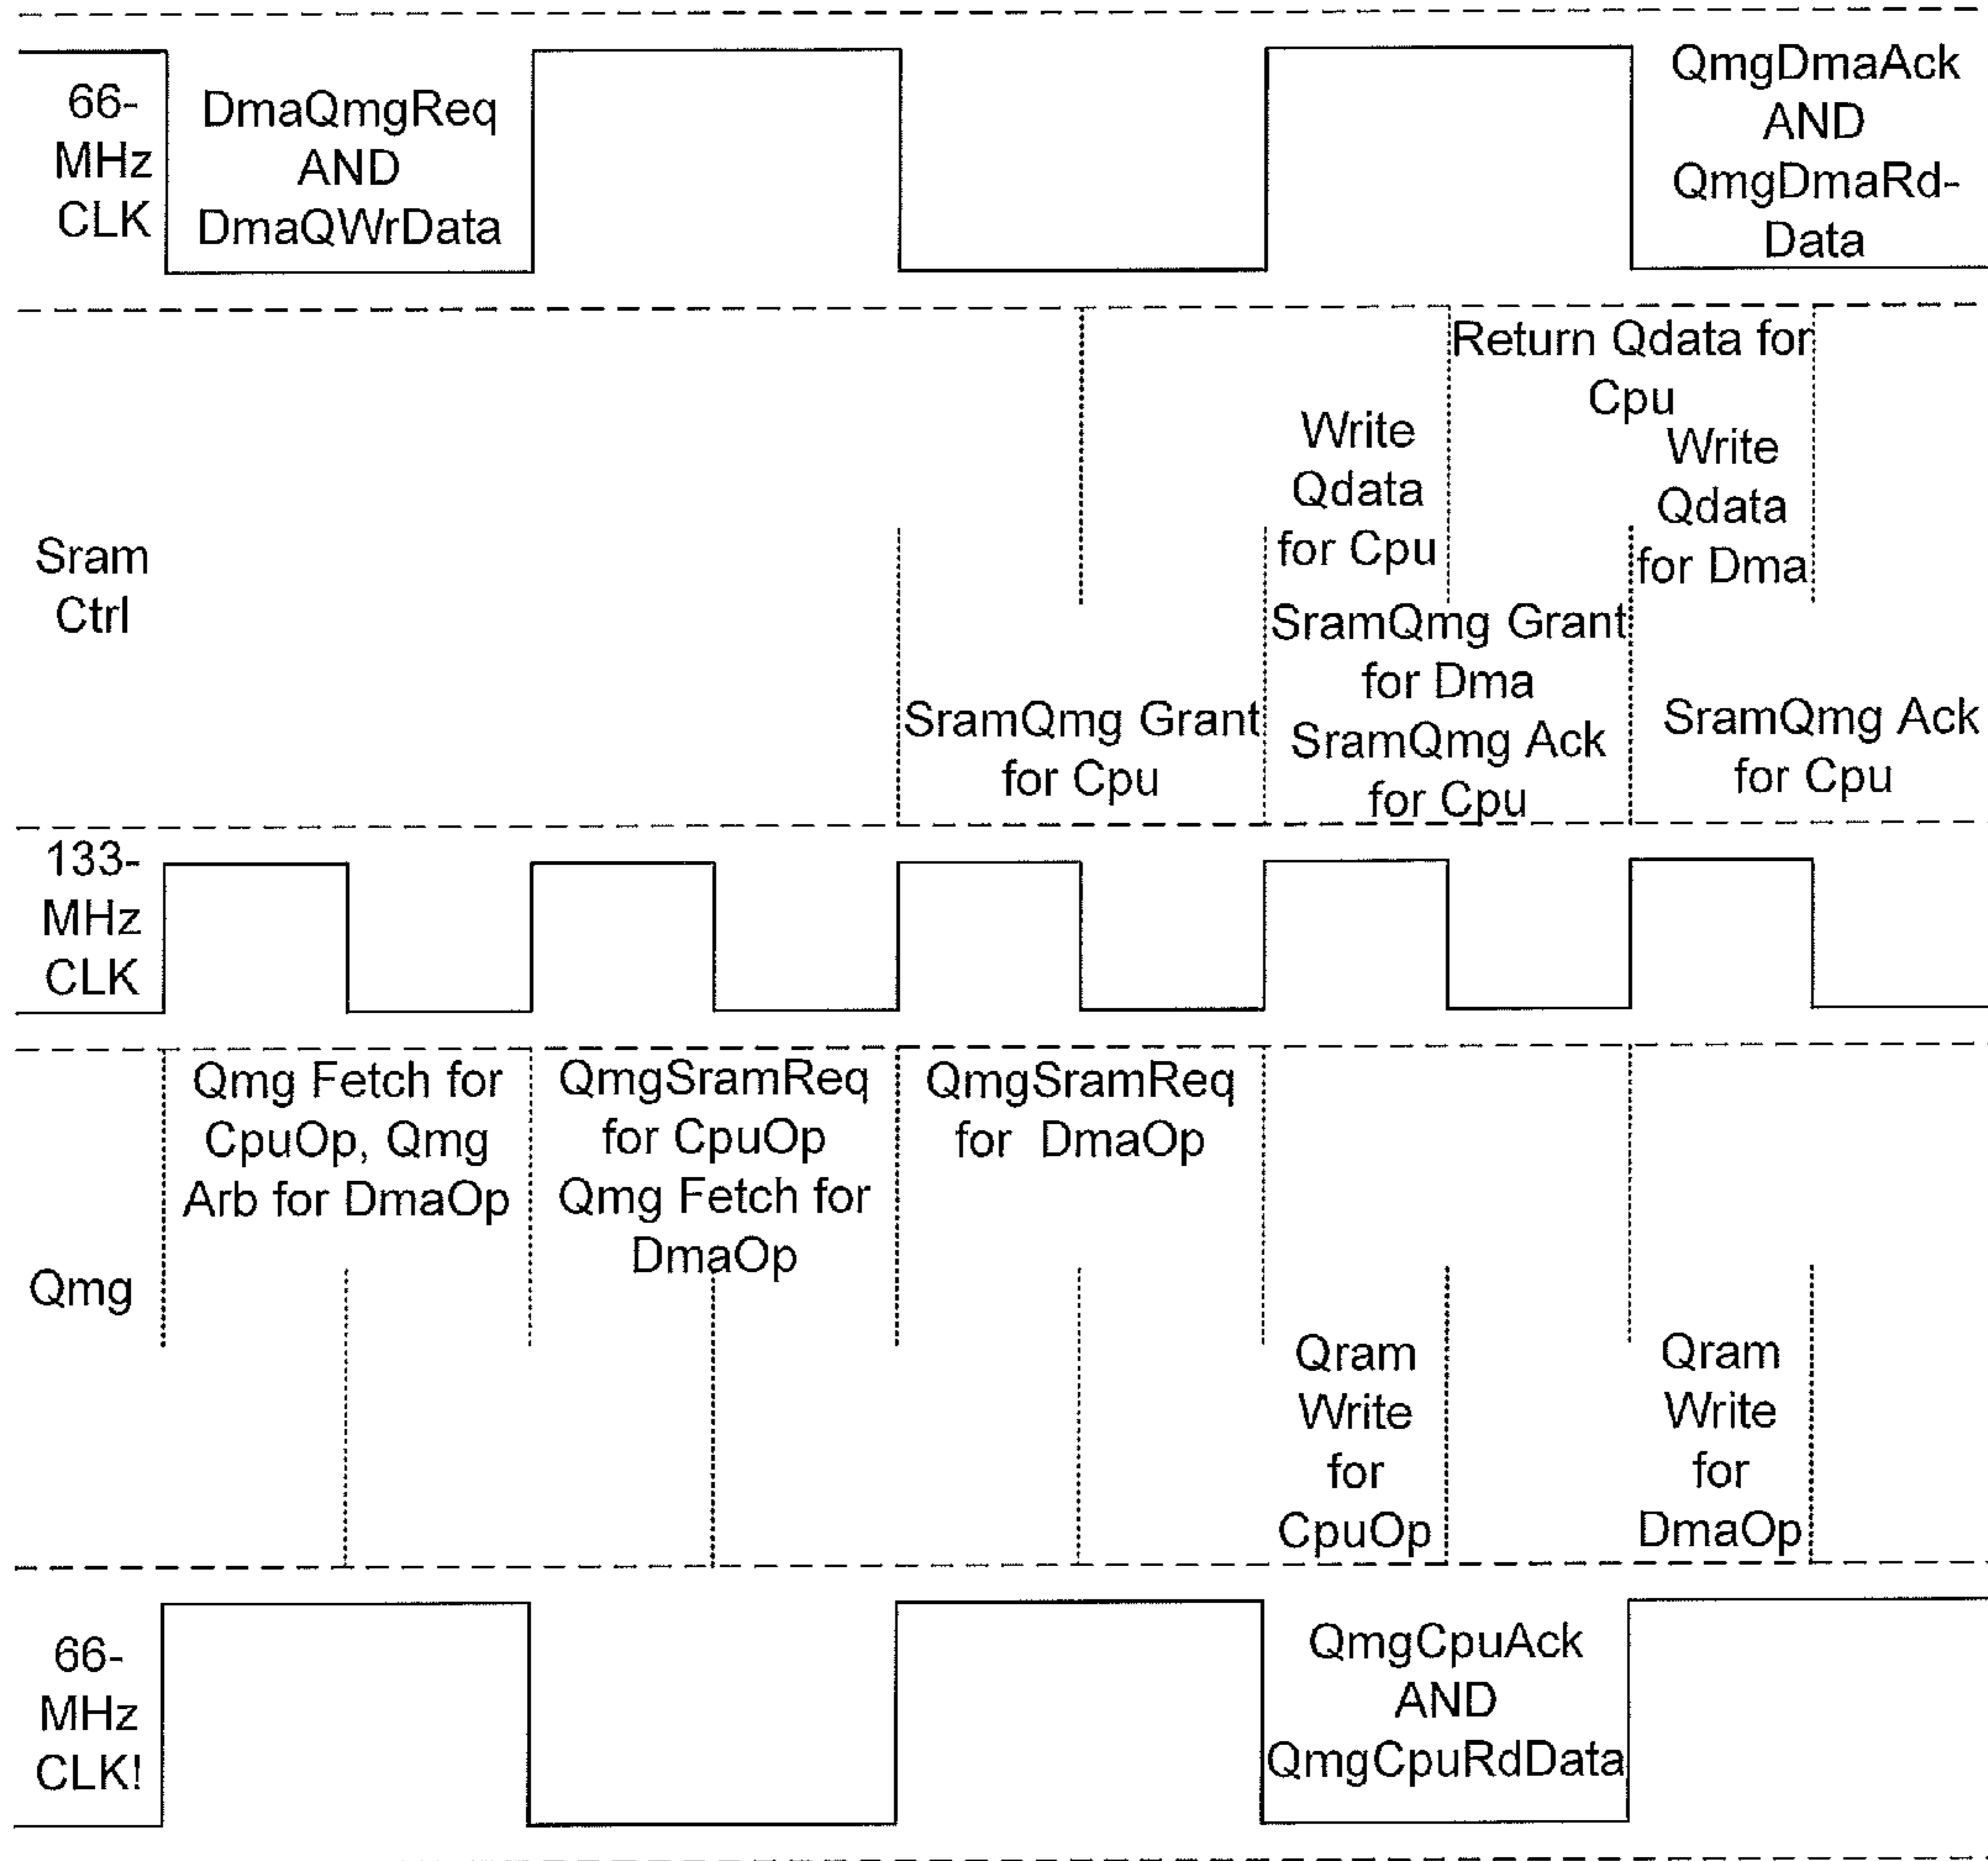 66-
MHz
CLK
DmaQmgReq
AND
DmaQWrData
QmgDmaAck
AND
QmgDmaRd-
Data
Sram
Ctrl
SramQmg Grant
for Cpu
Write
Qdata
for Cpu
SramQmg Grant
for Dma
SramQmg Ack
for Cpu
Return Qdata for
Cpu
Write
Qdata
for Dma
SramQmg Ack
for Cpu
133-
MHz
CLK
Qmg
Qmg Fetch for
CpuOp, Qmg
Arb for DmaOp
QmgSramReq
for CpuOp
Qmg Fetch for
DmaOp
QmgSramReq
for DmaOp
Qram
Write
for
CpuOp
Qram
Write
for
DmaOp
66-
MHz
CLK!
QmgCpuAck
AND
QmgCpuRdData